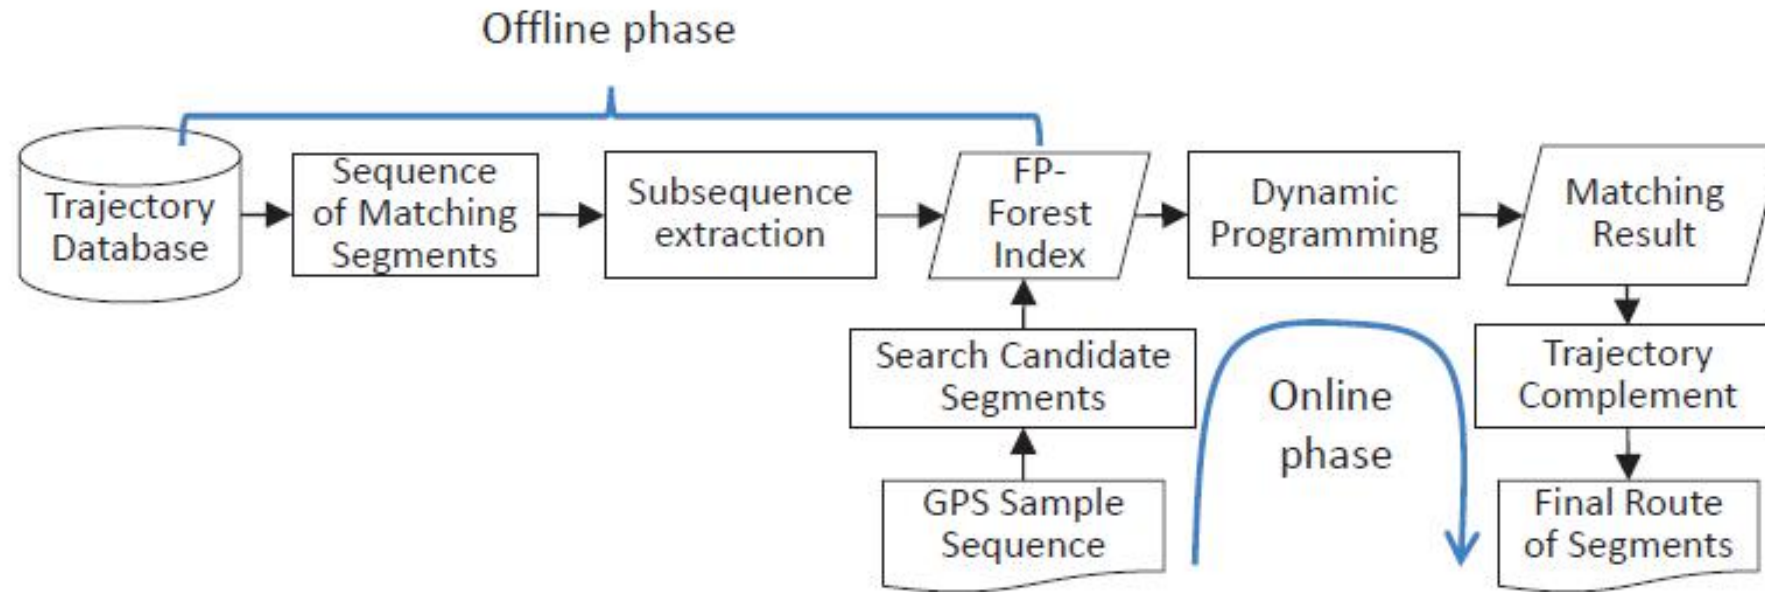 Offline phase
Trajectory
Database
Sequence
of Matching
Segments
Subsequence
extraction
FP-
Forest
Index
Dynamic
Programming
Matching
Result
Search Candidate
Segments
Online
phase
Trajectory
Complement
GPS Sample
Sequence
Final Route
of Segments